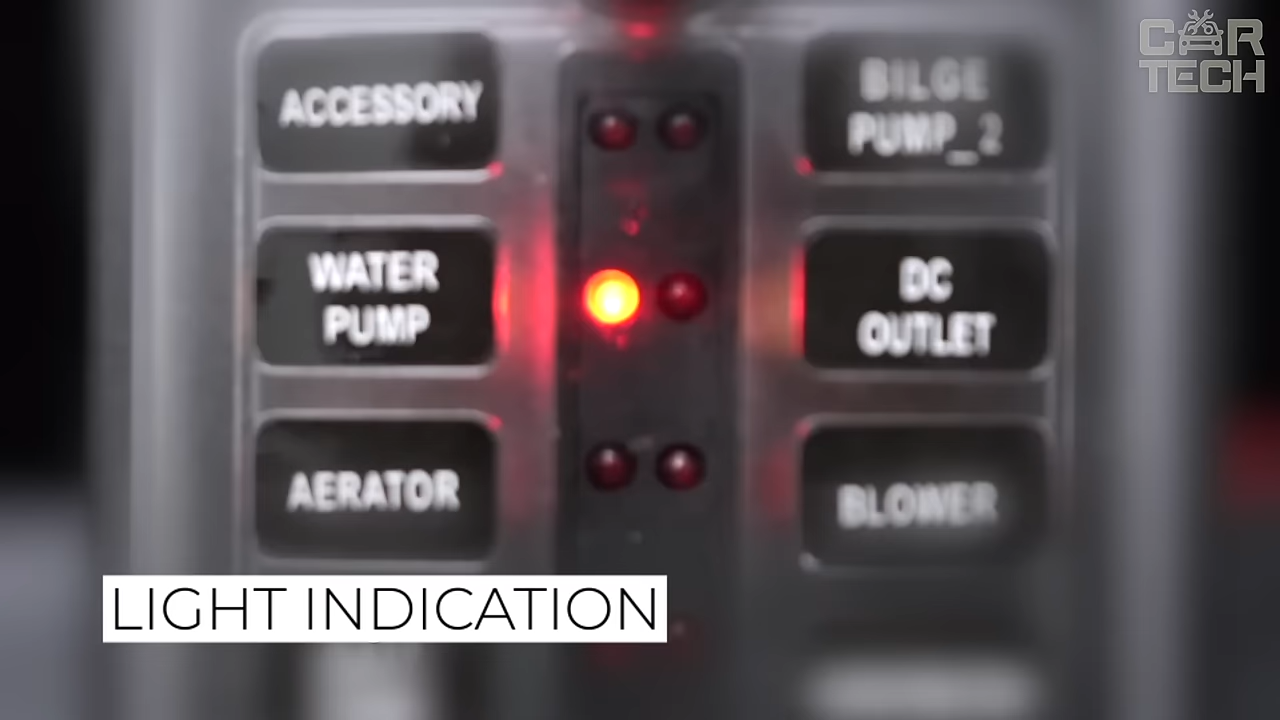 CAR
TECH
ACCESSORY
BILGE
PUMP_2
WATER
PUMP
DC
OUTLET
AERATOR
BLOWER
LIGHT INDICATION